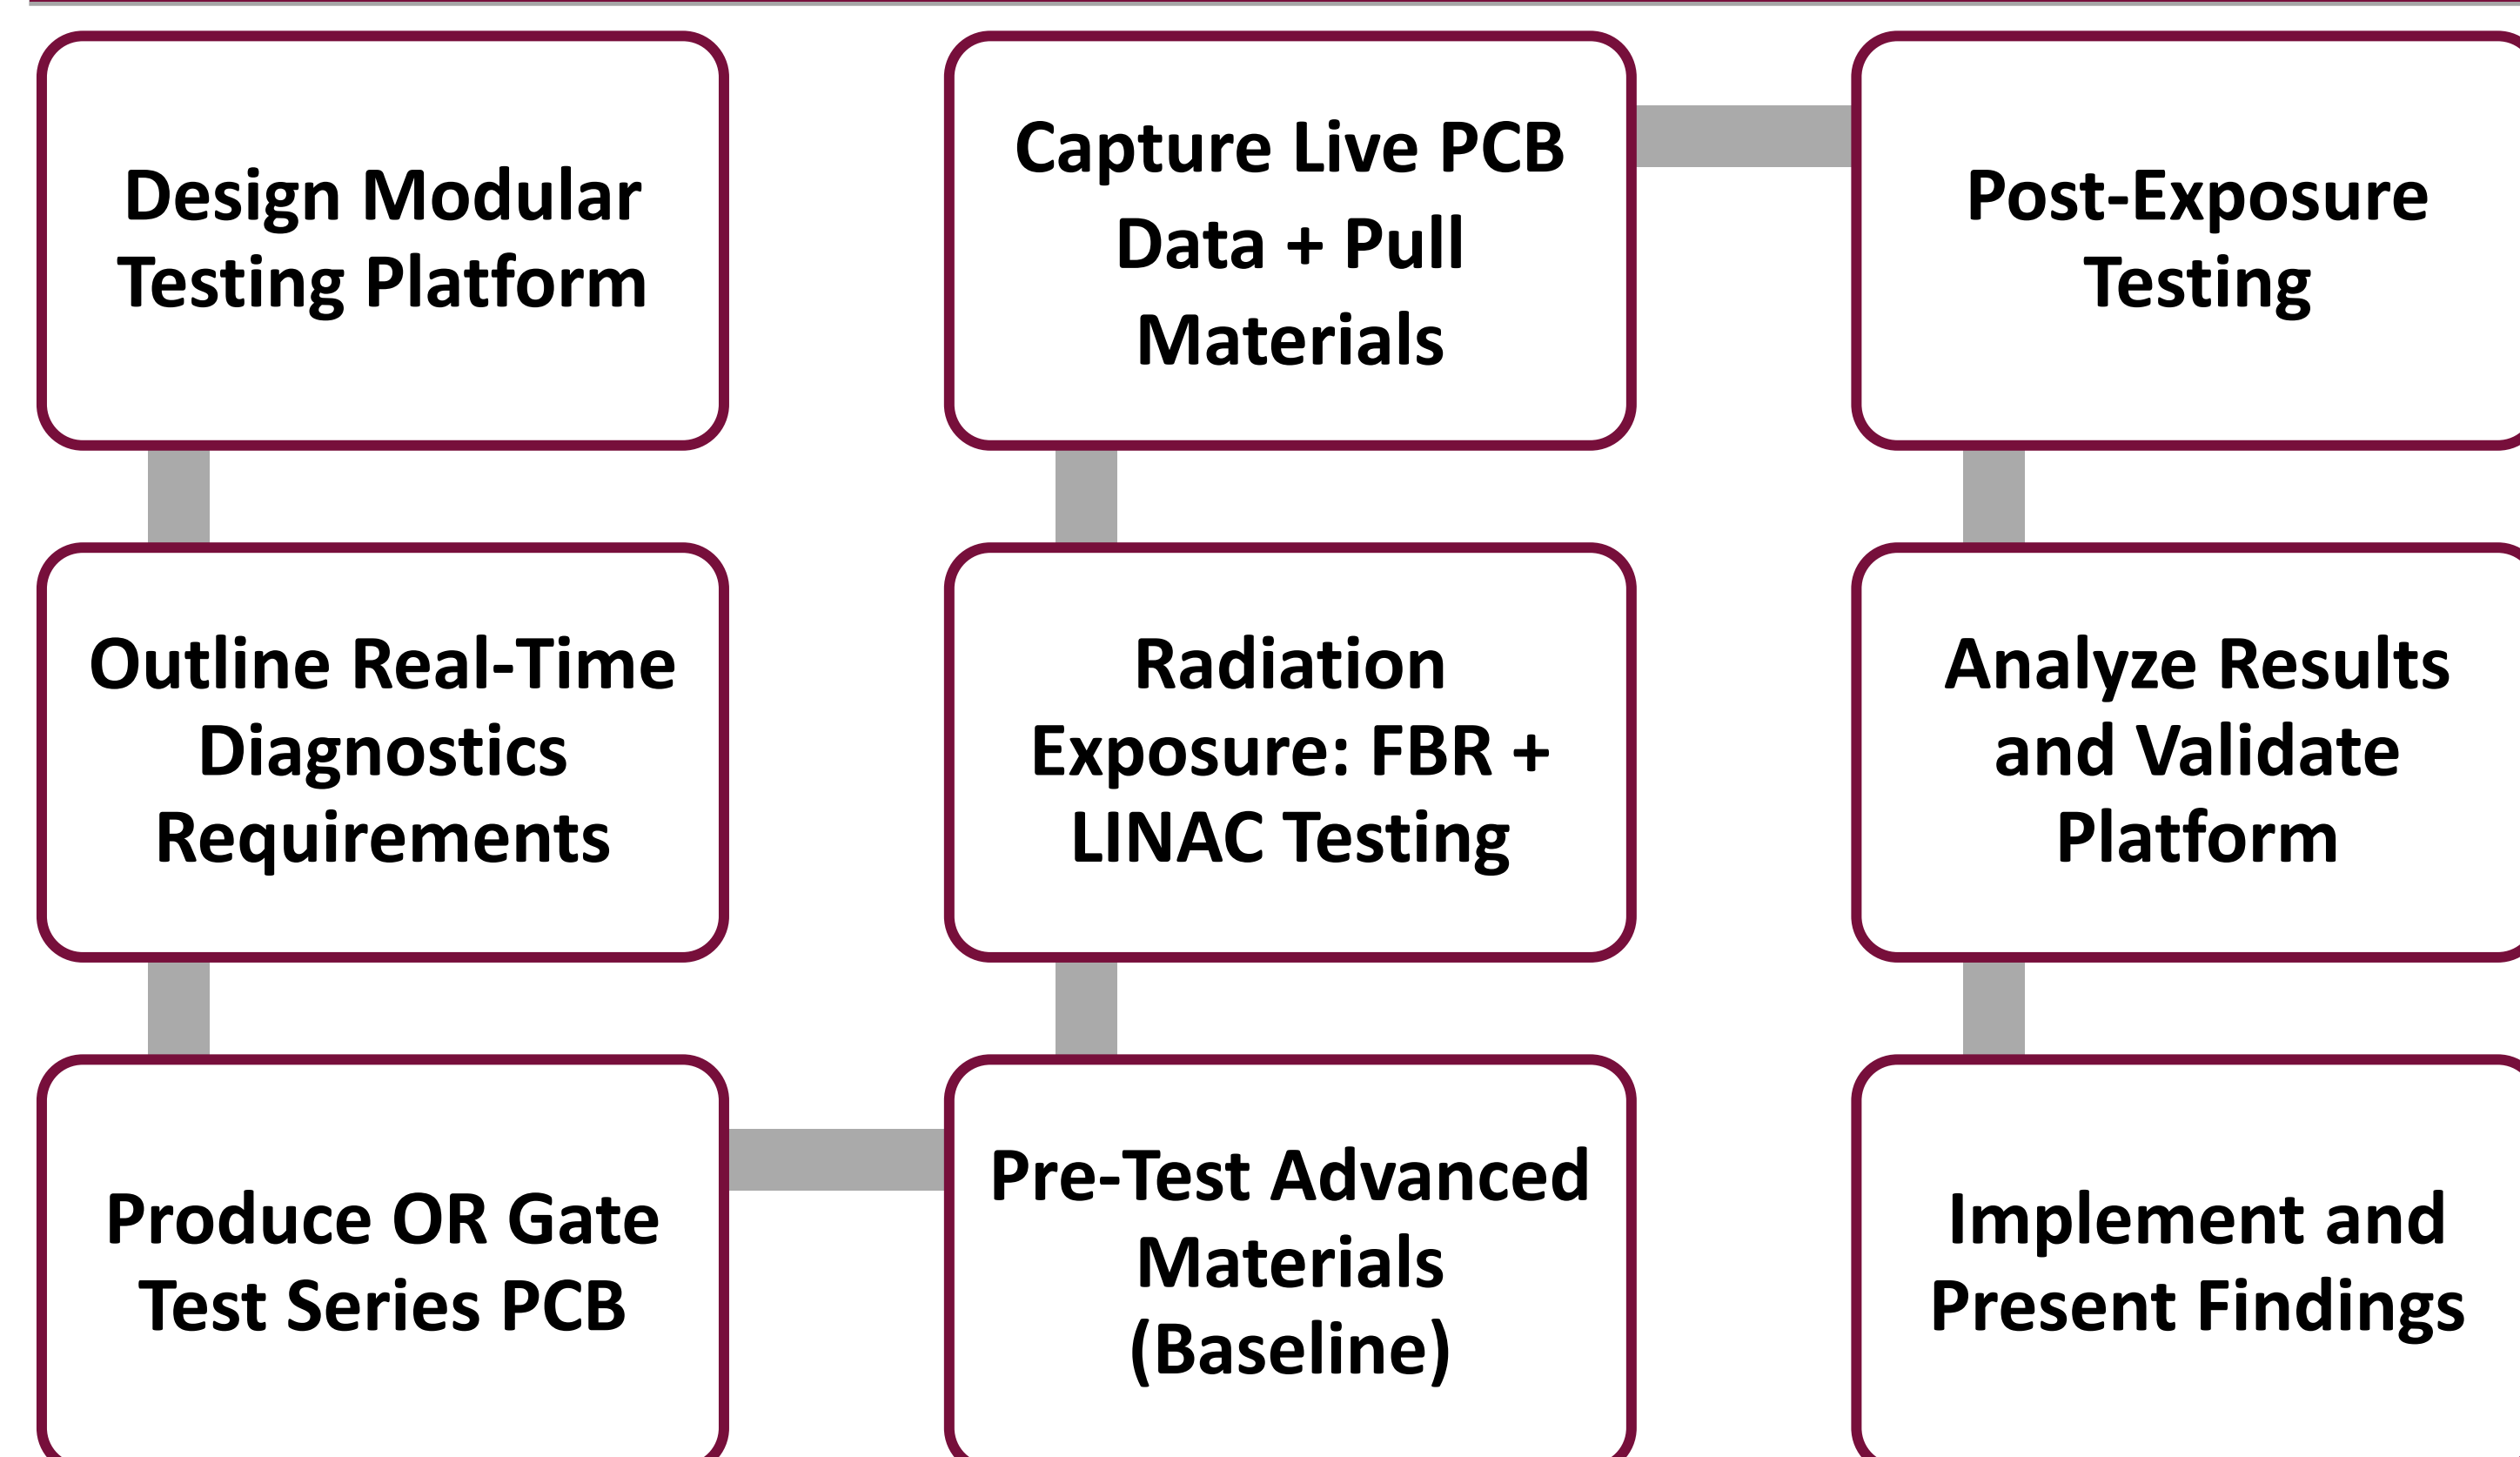 Design Modular
Testing Platform
Outline Real-Time
Diagnostics
Requirements
Produce OR Gate
Test Series PCB
Pre-Test Advanced
Materials
(Baseline)
Radiation
Exposure: FBR +
LINAC Testing
Capture Live PCB
Data + Pull
Materials
Post-Exposure
Testing
Analyze Results
and Validate
Platform
Implement and
Present Findings